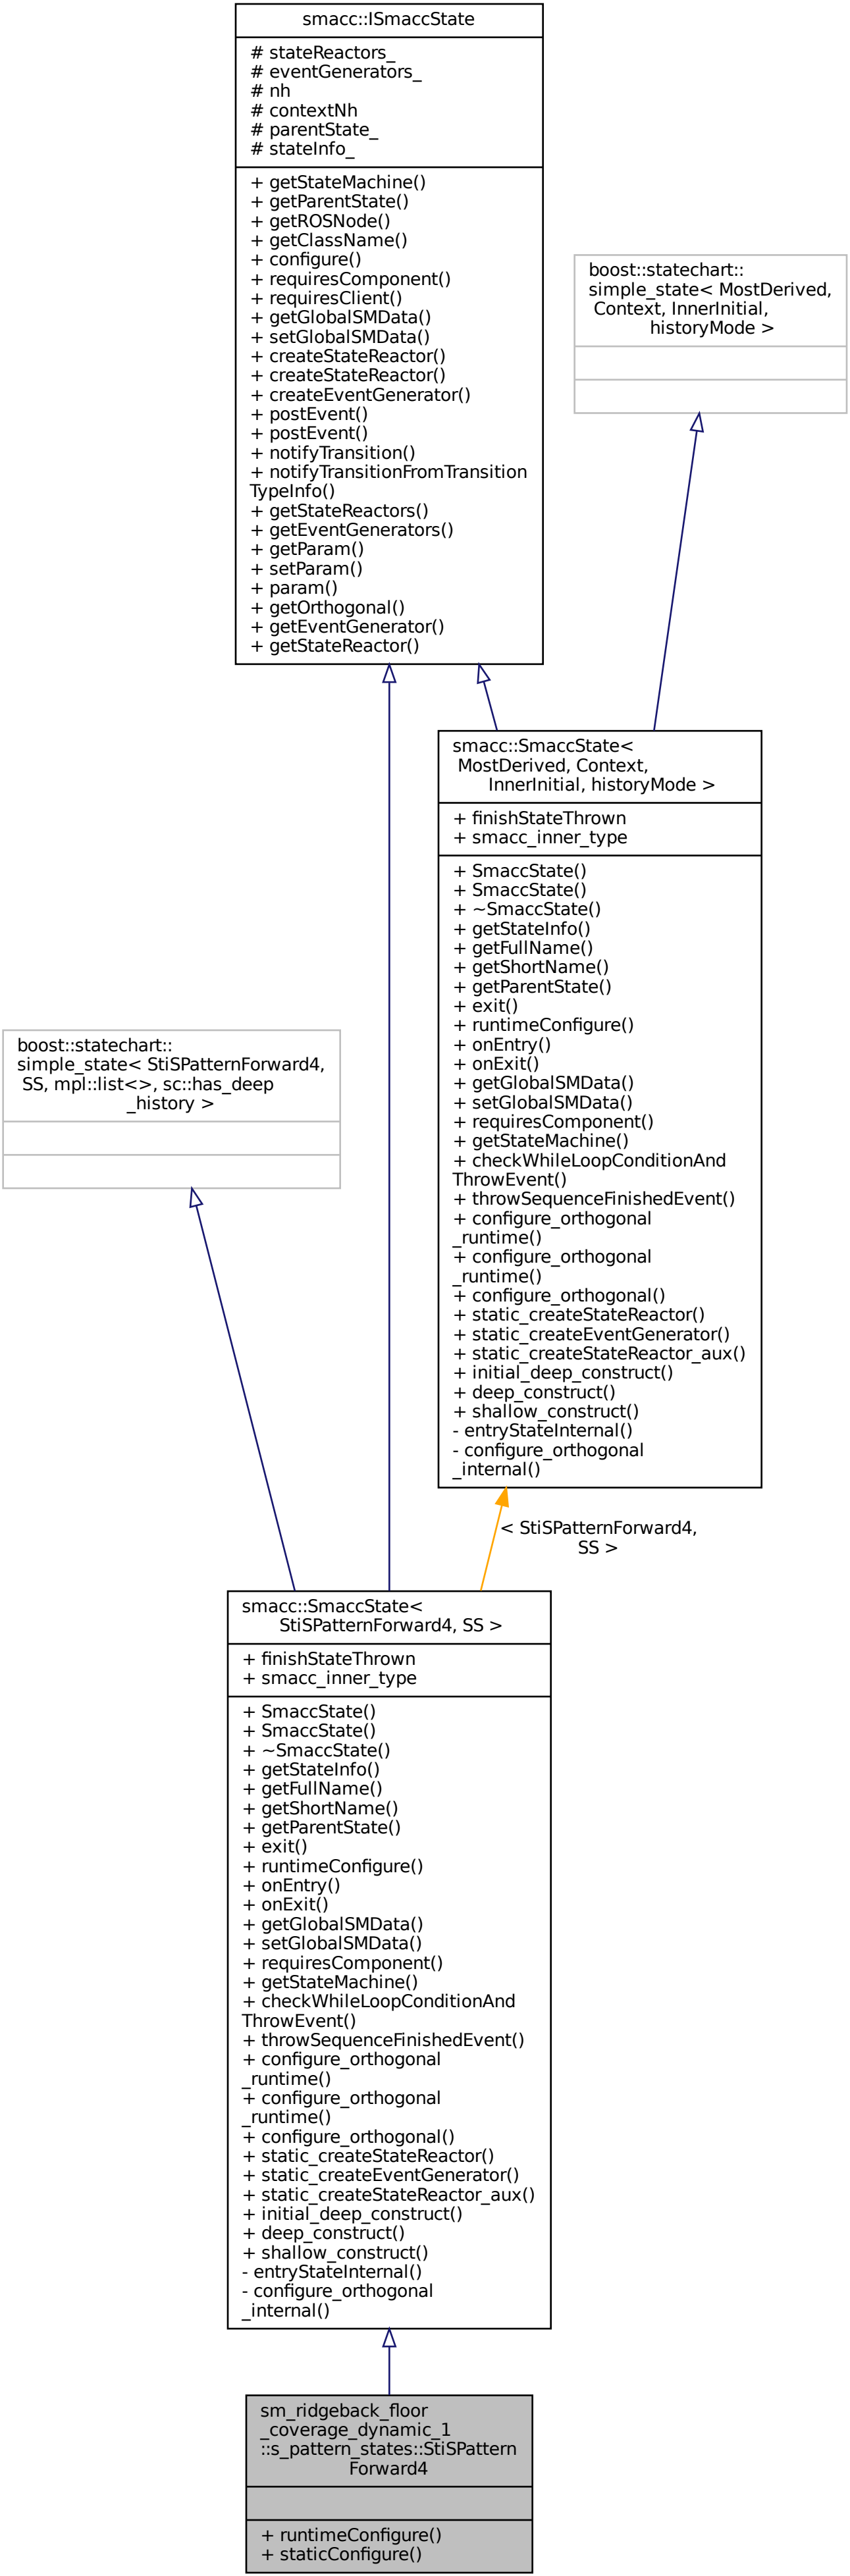 smacc::ISmaccState
# stateReactors_
# eventGenerators_
# nh
# contextNh
# parentState_
# stateInfo_
+ getStateMachine()
+ getParentState()
+ getROSNode()
+ getClassName()
+ configure()
+ requiresComponent()
+ requiresClient()
+ getGlobalSMData()
+ setGlobalSMData()
+ createStateReactor()
+ createStateReactor()
+ createEventGenerator()
+ postEvent()
+ postEvent()
+ notifyTransition()
+ notifyTransitionFromTransition
TypeInfo()
+ getStateReactors()
+ getEventGenerators()
+ getParam()
+ setParam()
+ param()
+ getOrthogonal()
+ getEventGenerator()
+ getStateReactor()
boost::statechart::
simple_state< MostDerived,
Context, InnerInitial,
historyMode >
smacc::SmaccState<
MostDerived, Context,
InnerInitial, historyMode >
+ finishStateThrown
+ smacc_inner_type
+ SmaccState()
+ SmaccState()
+ ~SmaccState()
+ getStateInfo()
+ getFullName()
+ getShortName()
+ getParentState()
+ exit()
+ runtimeConfigure()
+ onEntry()
+ onExit()
+ getGlobalSMData()
+ setGlobalSMData()
+ requiresComponent()
+ getStateMachine()
+ checkWhileLoopConditionAnd
ThrowEvent()
+ throwSequenceFinishedEvent()
+ configure_orthogonal
_runtime()
+ configure_orthogonal
_runtime()
+ configure_orthogonal()
+ static_createStateReactor()
+ static_createEventGenerator()
+ static_createStateReactor_aux()
+ initial_deep_construct()
+ deep_construct()
+ shallow_construct()
- entryStateInternal()
- configure_orthogonal
_internal()
boost::statechart::
simple_state< StiSPatternForward4,
SS, mpl::list<>, sc::has_deep
_history >
< StiSPatternForward4,
SS >
smacc::SmaccState<
StiSPatternForward4, SS >
+ finishStateThrown
+ smacc_inner_type
+ SmaccState()
+ SmaccState()
+ ~SmaccState()
+ getStateInfo()
+ getFullName()
+ getShortName()
+ getParentState()
+ exit()
+ runtimeConfigure()
+ onEntry()
+ onExit()
+ getGlobalSMData()
+ setGlobalSMData()
+ requiresComponent()
+ getStateMachine()
+ checkWhileLoopConditionAnd
ThrowEvent()
+ throwSequenceFinishedEvent()
+ configure_orthogonal
_runtime()
+ configure_orthogonal
_runtime()
+ configure_orthogonal()
+ static_createStateReactor()
+ static_createEventGenerator()
+ static_createStateReactor_aux()
+ initial_deep_construct()
+ deep_construct()
+ shallow_construct()
- entryStateInternal()
- configure_orthogonal
_internal()
sm_ridgeback_floor
_coverage_dynamic_1
::s_pattern_states::StiSPattern
Forward4
+ runtimeConfigure()
+ staticConfigure()